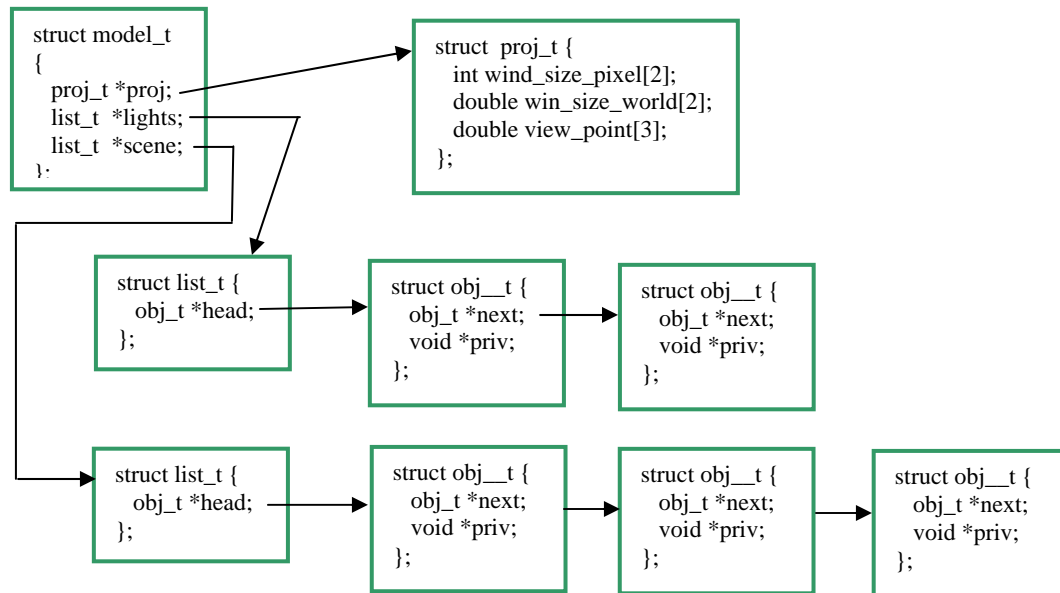 struct model_t
{
proj_t *proj;
list_t *lights;
list_t *scene;
};
struct proj_t {
int wind_size_pixel[2];
double win_size_world[2];
double view_point[3];
};
struct list_t {
obj_t *head;
};
struct obj__t {
obj_t *next;
void *priv;
};
struct obj__t {
obj_t *next;
void *priv;
};
struct list_t {
obj_t *head;
};
struct obj__t {
obj_t *next;
void *priv;
};
struct obj__t {
obj_t *next;
void *priv;
};
struct obj__t {
obj_t *next;
void *priv;
};